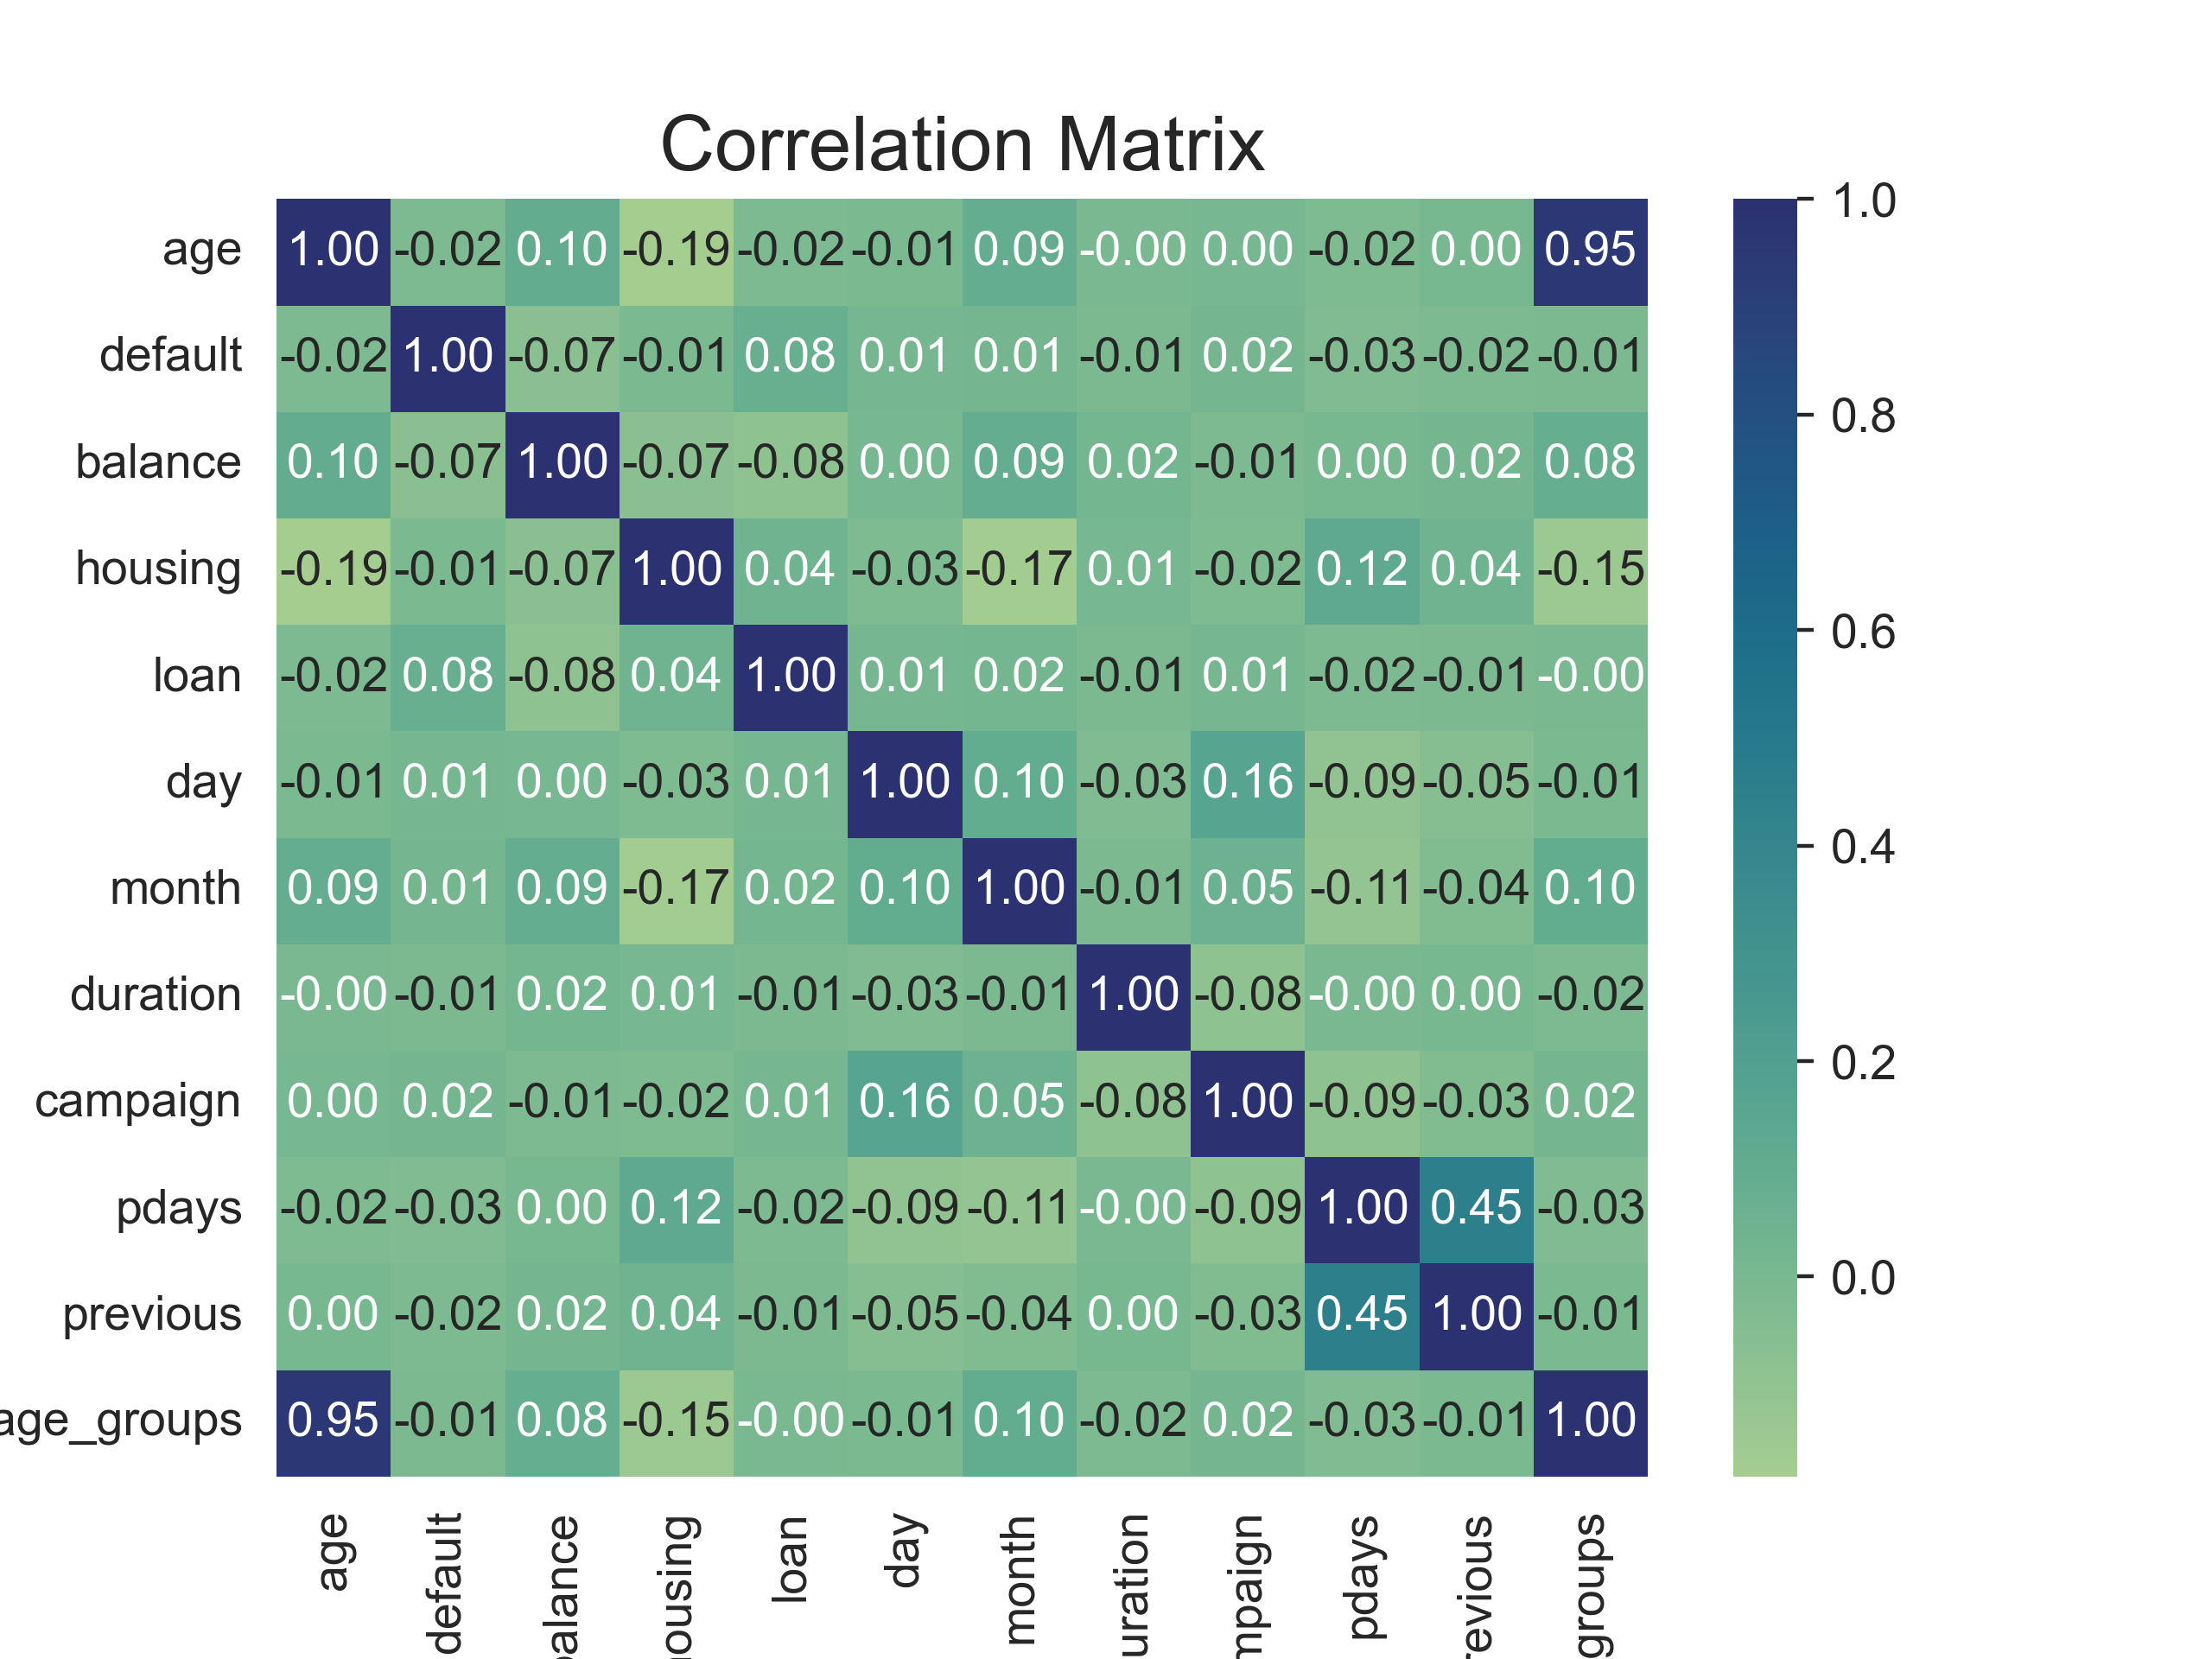 Correlation Matrix
age 1.00 -0.02 0.10 -0.19 -0.02 -0.01 0.09 -0.00 0.00 -0.02 0.00 0.95
default -0.02 1.00 -0.07 -0.01 0.08 0.01 0.01 -0.01 0.02 -0.03 -0.02 -0.01
balance 0.10 -0.07 1.00 -0.07 -0.08 0.00 0.09 0.02 -0.01 0.00 0.02 0.08
housing -0.19 -0.01 -0.07 1.00 0.04 -0.03 -0.17 0.01 -0.02 0.12 0.04 -0.15
loan -0.02 0.08 -0.08 0.04 1.00 0.01 0.02 -0.01 0.01 -0.02 -0.01 -0.00
day -0.01 0.01 0.00 -0.03 0.01 1.00 0.10 -0.03 0.16 -0.09 -0.05 -0.01
month 0.09 0.01 0.09 -0.17 0.02 0.10 1.00 -0.01 0.05 -0.11 -0.04 0.10
duration -0.00 -0.01 0.02 0.01 -0.01 -0.03 -0.01 1.00 -0.08 -0.00 0.00 -0.02
campaign 0.00 0.02 -0.01 -0.02 0.01 0.16 0.05 -0.08 1.00 -0.09 -0.03 0.02
pdays -0.02 -0.03 0.00 0.12 -0.02 -0.09 -0.11 -0.00 -0.09 1.00 0.45 -0.03
previous 0.00 -0.02 0.02 0.04 -0.01 -0.05 -0.04 0.00 -0.03 0.45 1.00 -0.01
age_groups 0.95 -0.01 0.08 -0.15 -0.00 -0.01 0.10 -0.02 0.02 -0.03 -0.01 1.00
age default balance housing loan day month uration mpaign pdays revious groups
1.0
0.8
0.6
0.4
0.2
0.0